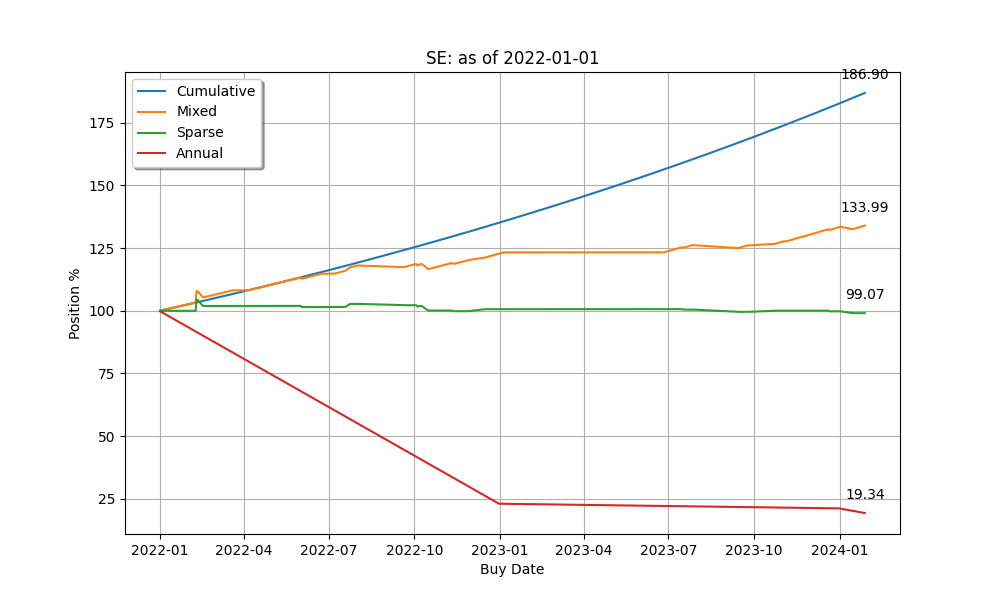 SE: as of 2022-01-01
186.90
Cumulative
Mixed
Sparse
Annual
175
150
133.99
125
99.07
100
75
50
19.34
25
Position %
2022-01 2022-04 2022-07 2022-10 2023-01 2023-04 2023-07 2023-10 2024-01
Buy Date